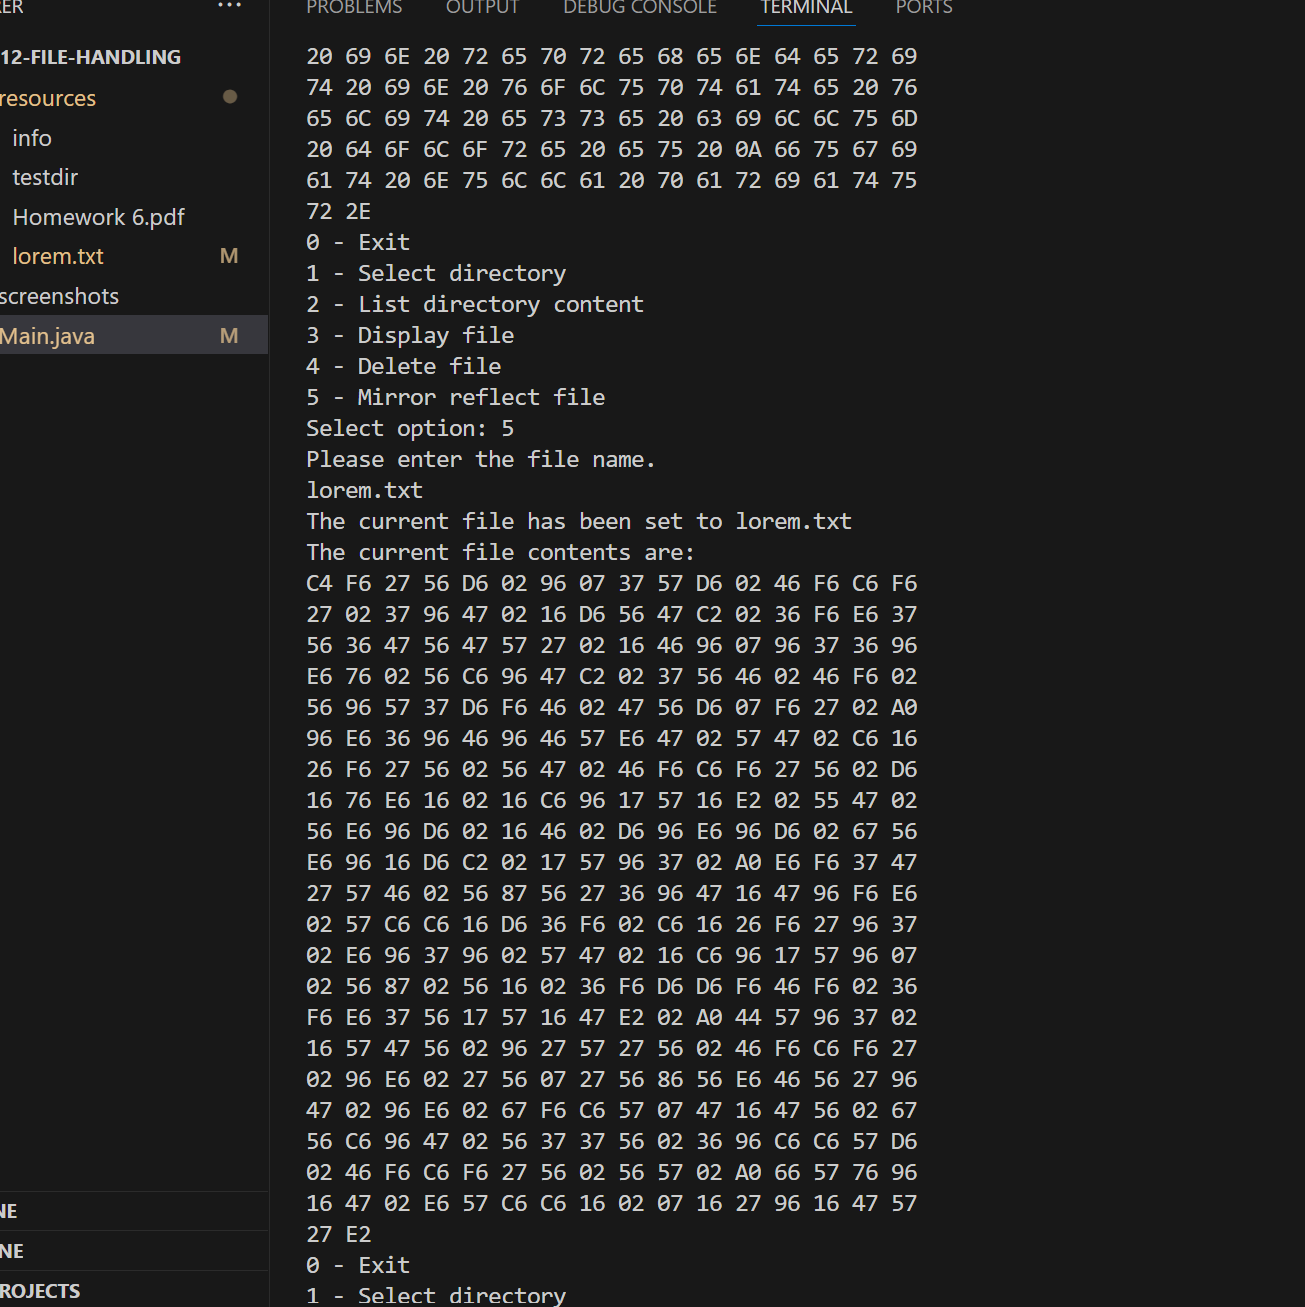 ER
...
12-FILE-HANDLING
resources
info
testdir
Homework 6.pdf
lorem.txt M
screenshots
Main.java M
NE
NE
ROJECTS
PROBLEMS OUTPUT DEBUG CONSOLE TERMINAL PORTS
20 69 6E 20 72 65 70 72 65 68 65 6E 64 65 72 69
74 20 69 6E 20 76 6F 6C 75 70 74 61 74 65 20 76
65 6C 69 74 20 65 73 73 65 20 63 69 6C 6C 75 6D
20 64 6F 6C 6F 72 65 20 65 75 20 0A 66 75 67 69
61 74 20 6E 75 6C 6C 61 20 70 61 72 69 61 74 75
72 2E
0 - Exit
1 - Select directory
2 - List directory content
3 - Display file
4 - Delete file
5 - Mirror reflect file
Select option: 5
Please enter the file name.
lorem.txt
The current file has been set to lorem.txt
The current file contents are:
C4 F6 27 56 D6 02 96 07 37 57 D6 02 46 F6 C6 F6
27 02 37 96 47 02 16 D6 56 47 C2 02 36 F6 E6 37
56 36 47 56 47 57 27 02 16 46 96 07 96 37 36 96
E6 76 02 56 C6 96 47 C2 02 37 56 46 02 46 F6 02
56 96 57 37 D6 F6 46 02 47 56 D6 07 F6 27 02 A0
96 E6 36 96 46 96 46 57 E6 47 02 57 47 02 C6 16
26 F6 27 56 02 56 47 02 46 F6 C6 F6 27 56 02 D6
16 76 E6 16 02 16 C6 96 17 57 16 E2 02 55 47 02
56 E6 96 D6 02 16 46 02 D6 96 E6 96 D6 02 67 56
E6 96 16 D6 C2 02 17 57 96 37 02 A0 E6 F6 37 47
27 57 46 02 56 87 56 27 36 96 47 16 47 96 F6 E6
02 57 C6 C6 16 D6 36 F6 02 C6 16 26 F6 27 96 37
02 E6 96 37 96 02 57 47 02 16 C6 96 17 57 96 07
02 56 87 02 56 16 02 36 F6 D6 D6 F6 46 F6 02 36
F6 E6 37 56 17 57 16 47 E2 02 A0 44 57 96 37 02
16 57 47 56 02 96 27 57 27 56 02 46 F6 C6 F6 27
02 96 E6 02 27 56 07 27 56 86 56 E6 46 56 27 96
47 02 96 E6 02 67 F6 C6 57 07 47 16 47 56 02 67
56 C6 96 47 02 56 37 37 56 02 36 96 C6 C6 57 D6
02 46 F6 C6 F6 27 56 02 56 57 02 A0 66 57 76 96
16 47 02 E6 57 C6 C6 16 02 07 16 27 96 16 47 57
27 E2
0 - Exit
1 - Select directory